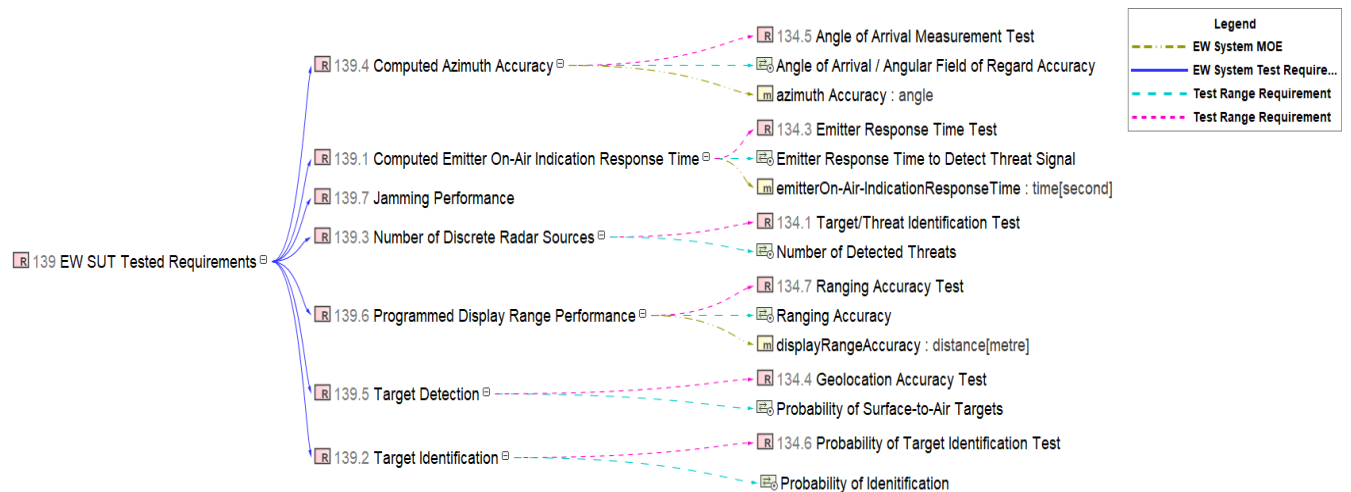 Legend
EW System MOE
EW System Test Require...
Test Range Requirement
Test Range Requirement
R 139 EW SUT Tested Requirements
R 139.4 Computed Azimuth Accuracy
R 134.5 Angle of Arrival Measurement Test
Angle of Arrival / Angular Field of Regard Accuracy
m azimuth Accuracy : angle
R 139.1 Computed Emitter On-Air Indication Response Time
R 134.3 Emitter Response Time Test
Emitter Response Time to Detect Threat Signal
m emitterOn-Air-IndicationResponseTime : time[second]
R 139.7 Jamming Performance
R 139.3 Number of Discrete Radar Sources
R 134.1 Target/Threat Identification Test
Number of Detected Threats
R 139.6 Programmed Display Range Performance
R 134.7 Ranging Accuracy Test
Ranging Accuracy
m displayRangeAccuracy : distance[metre]
R 139.5 Target Detection
R 134.4 Geolocation Accuracy Test
Probability of Surface-to-Air Targets
R 139.2 Target Identification
R 134.6 Probability of Target Identification Test
Probability of Idenitification